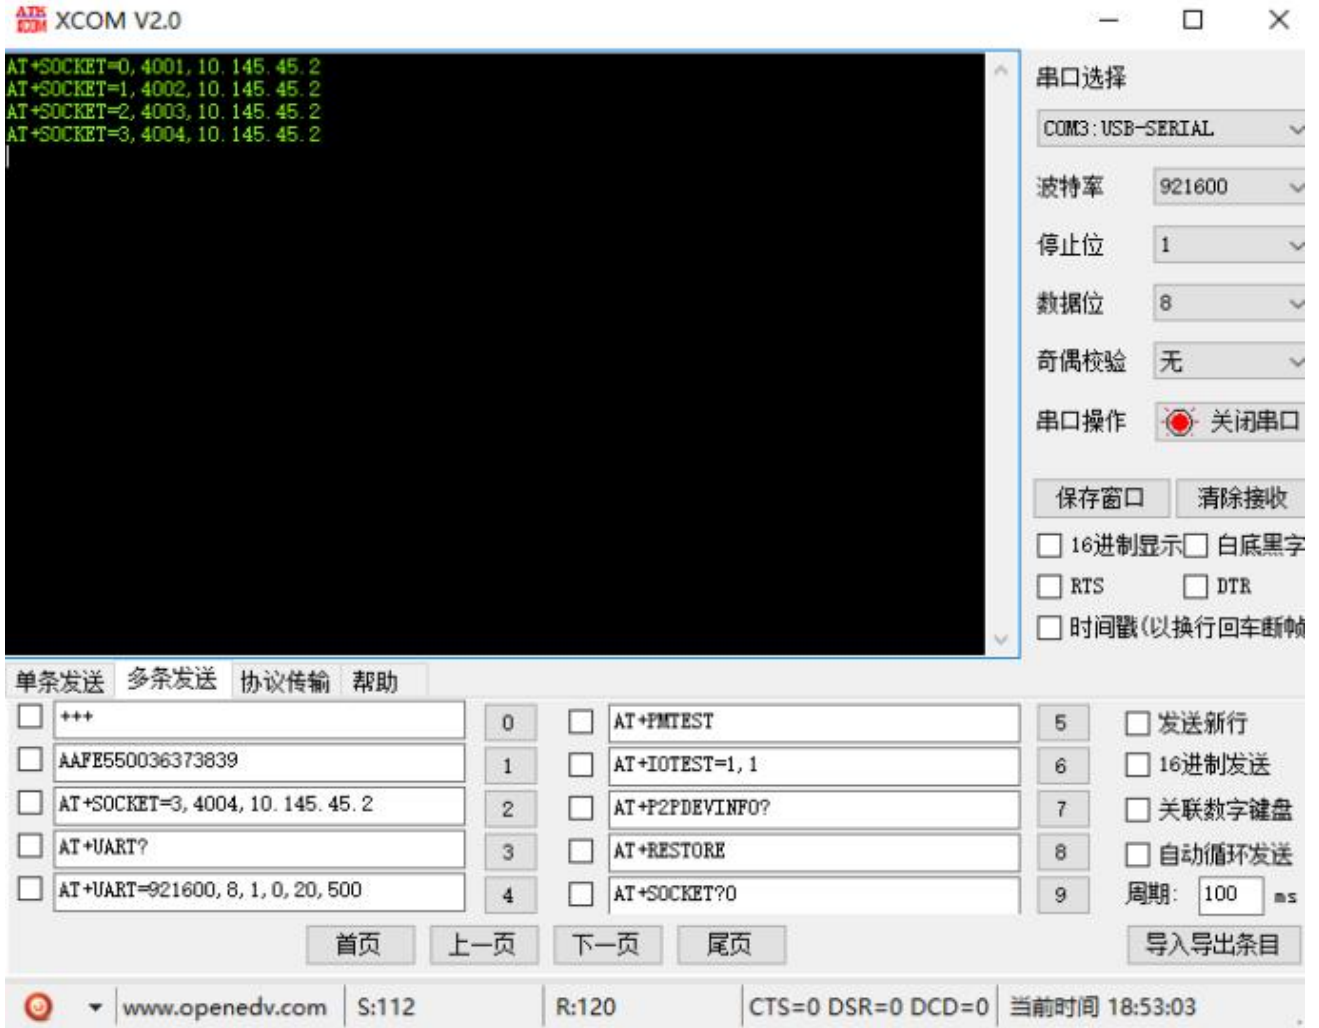 ATK XCOM XCOM V2.0
AT+SOCKET=0,4001,10.145.45.2
AT+SOCKET=1,4002,10.145.45.2
AT+SOCKET=2,4003,10.145.45.2
AT+SOCKET=3,4004,10.145.45.2
串口选择
COM3:USB-SERIAL
波特率 921600
停止位 1
数据位 8
奇偶校验 无
串口操作 关闭串口
保存窗口 清除接收
16进制显示 白底黑字
RTS DTR
时间戳(以换行回车断帧
单条发送 多条发送 协议传输 帮助
+++ 0 AT+PMTEST 5 发送新行
AAFE550036373839 1 AT+IOTEST=1,1 6 16进制发送
AT+SOCKET=3,4004,10.145.45.2 2 AT+P2PDEVINFO? 7 关联数字键盘
AT+UART? 3 AT+RESTORE 8 自动循环发送
AT+UART=921600,8,1,0,20,500 4 AT+SOCKET?0 9 周期: 100 ms
首页 上一页 下一页 尾页 导入导出条目
www.openedv.com S:112 R:120 CTS=0 DSR=0 DCD=0 当前时间 18:53:03